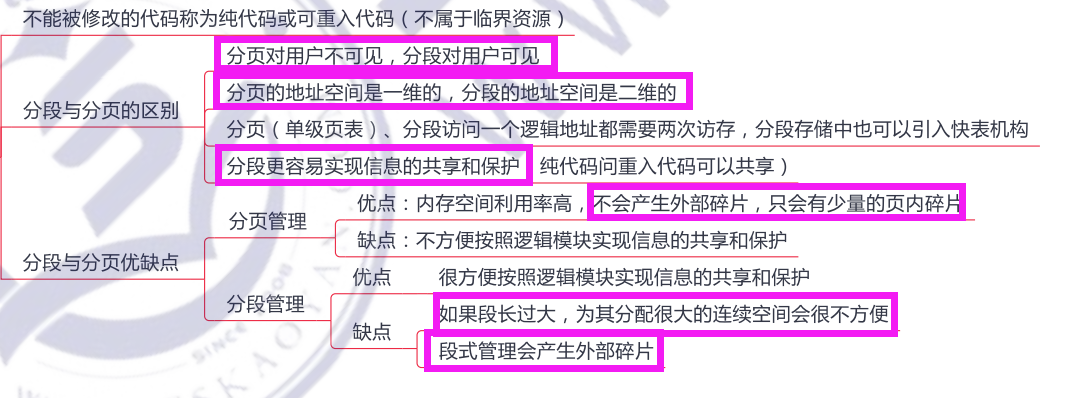 不能被修改的代码称为纯代码或可重入代码（不属于临界资源）
分段与分页的区别
分页对用户不可见，分段对用户可见
分页的地址空间是一维的，分段的地址空间是二维的
分页（单级页表）、分段访问一个逻辑地址都需要两次访存，分段存储中也可以引入快表机构
分段更容易实现信息的共享和保护 纯代码问重入代码可以共享）
分段与分页优缺点
分页管理
优点：内存空间利用率高，不会产生外部碎片，只会有少量的页内碎片
缺点：不方便按照逻辑模块实现信息的共享和保护
分段管理
优点 很方便按照逻辑模块实现信息的共享和保护
缺点
如果段长过大，为其分配很大的连续空间会很不方便
段式管理会产生外部碎片
SINCE 2008
SKAOYAN